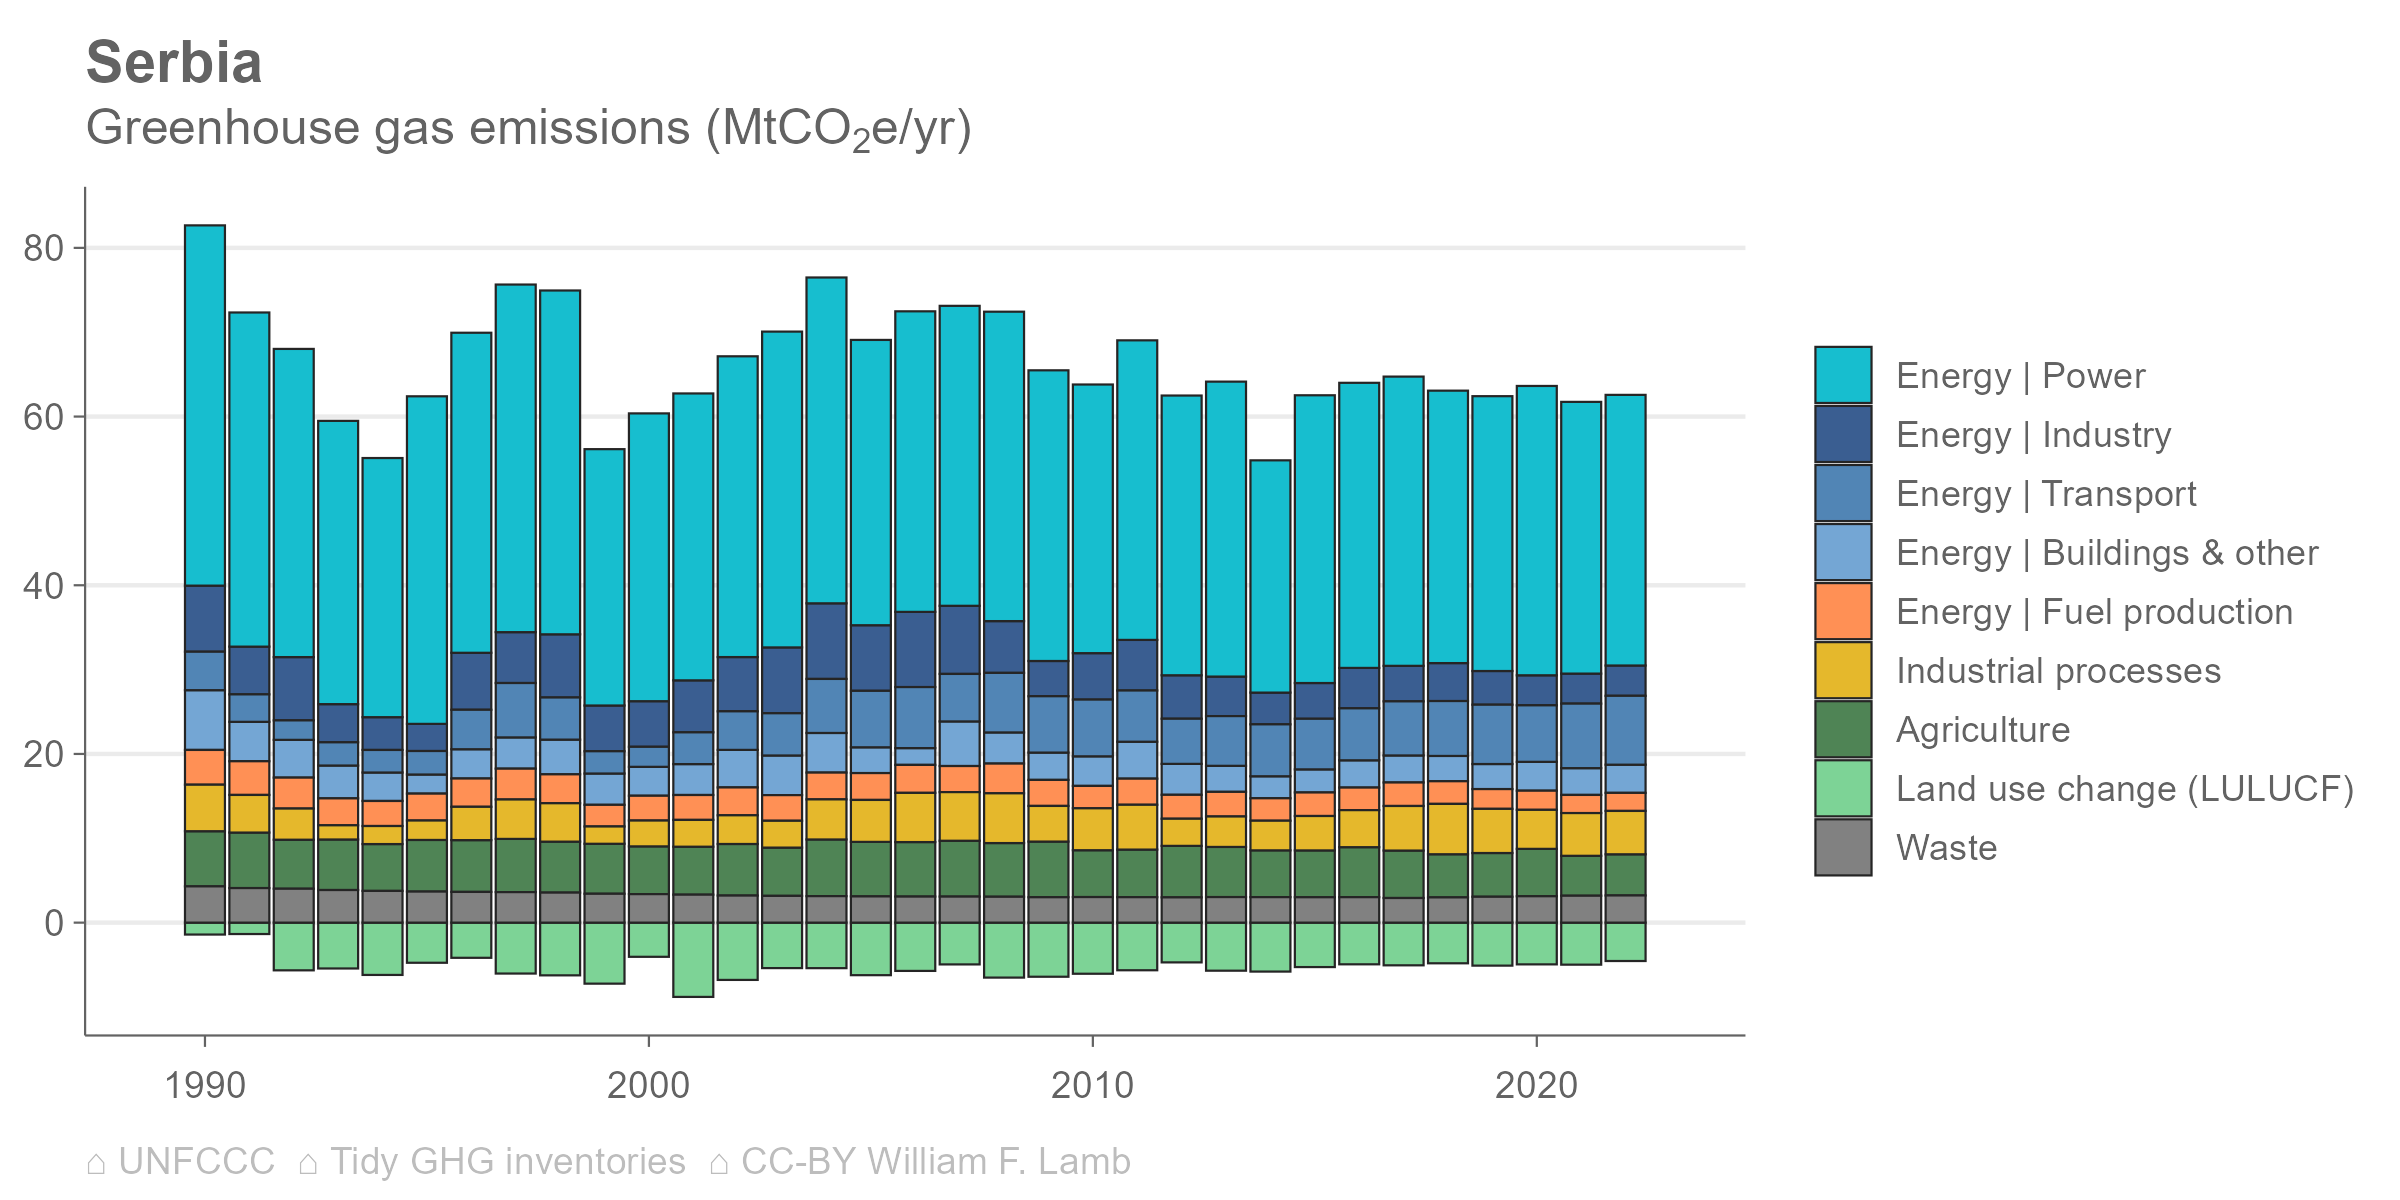 Serbia
Greenhouse gas emissions (MtCO₂e/yr)
80
60
40
20
0
1990
2000
2010
2020
Energy | Power
Energy | Industry
Energy | Transport
Energy | Buildings & other
Energy | Fuel production
Industrial processes
Agriculture
Land use change (LULUCF)
Waste
⌂ UNFCCC ⌂ Tidy GHG inventories ⌂ CC-BY William F. Lamb